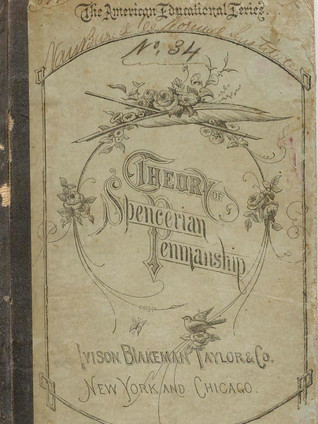 The American Educational Series.
No. 34
THEORY OF
Spencerian
Penmanship
IVISON BLAKEMAN TAYLOR & CO.
NEW YORK AND CHICAGO.